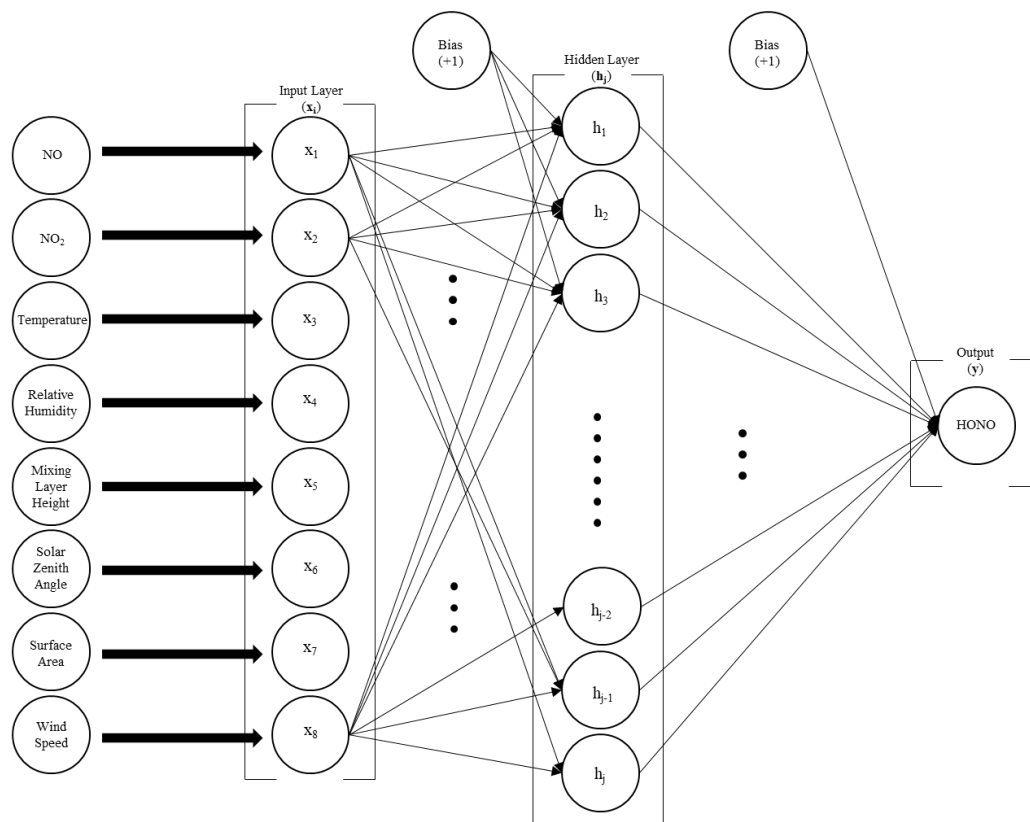 Bias
(+1)
Bias
(+1)
Input Layer
(xᵢ)
Hidden Layer
(hⱼ)
NO
x₁
h₁
NO₂
x₂
h₂
Temperature
x₃
h₃
Relative
Humidity
x₄
Output
(y)
HONO
Mixing
Layer
Height
x₅
Solar
Zenith
Angle
x₆
hⱼ₋₂
Surface
Area
x₇
hⱼ₋₁
Wind
Speed
x₈
hⱼ